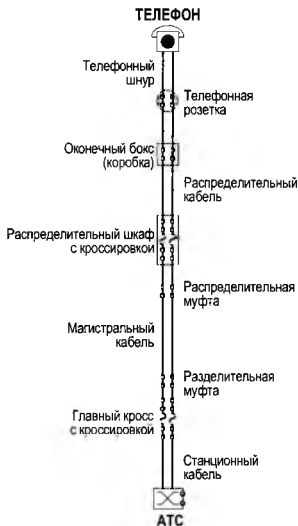 ТЕЛЕФОН
Телефонный
шнур
Телефонная
розетка
Оконечный бокс
(коробка)
Распределительный
кабель
Распределительный шкаф
с кроссировкой
Распределительная
муфта
Магистральный
кабель
Разделительная
муфта
Главный кросс
с кроссировкой
Станционный
кабель
АТС